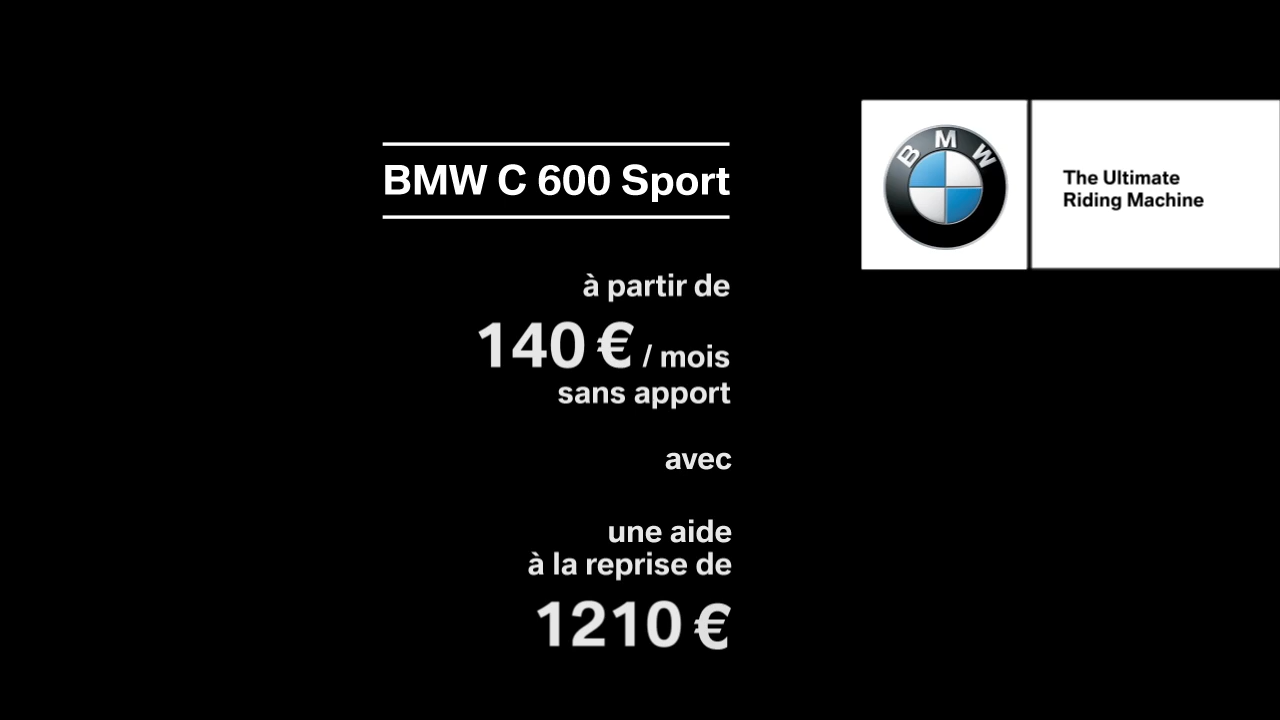 BMW C 600 Sport
à partir de
140 € / mois
sans apport
avec
une aide
à la reprise de
1210 €
BMW
The Ultimate
Riding Machine